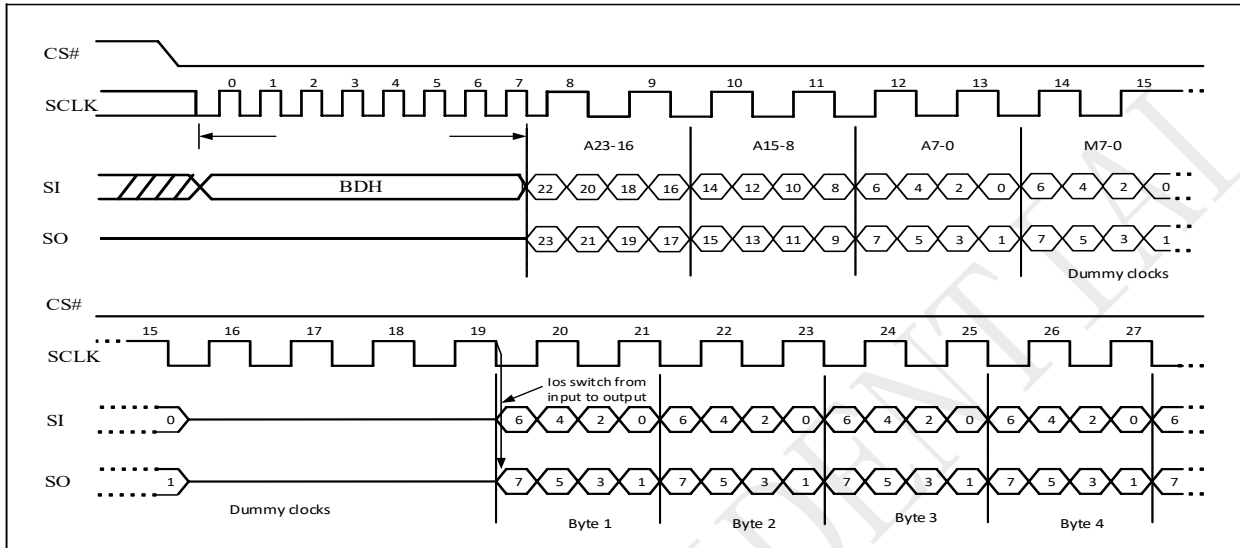 CS#
0 1 2 3 4 5 6 7 8 9 10 11 12 13 14 15
SCLK
A23-16 A15-8 A7-0 M7-0
SI BDH 22 20 18 16 14 12 10 8 6 4 2 0 6 4 2 0
SO 23 21 19 17 15 13 11 9 7 5 3 1 7 5 3 1
Dummy clocks
CS#
15 16 17 18 19 20 21 22 23 24 25 26 27
SCLK
Ios switch from
input to output
SI 0 6 4 2 0 6 4 2 0 6 4 2 0 6 4 2 0 6
SO 1 7 5 3 1 7 5 3 1 7 5 3 1 7 5 3 1 7
Dummy clocks
Byte 1 Byte 2 Byte 3 Byte 4